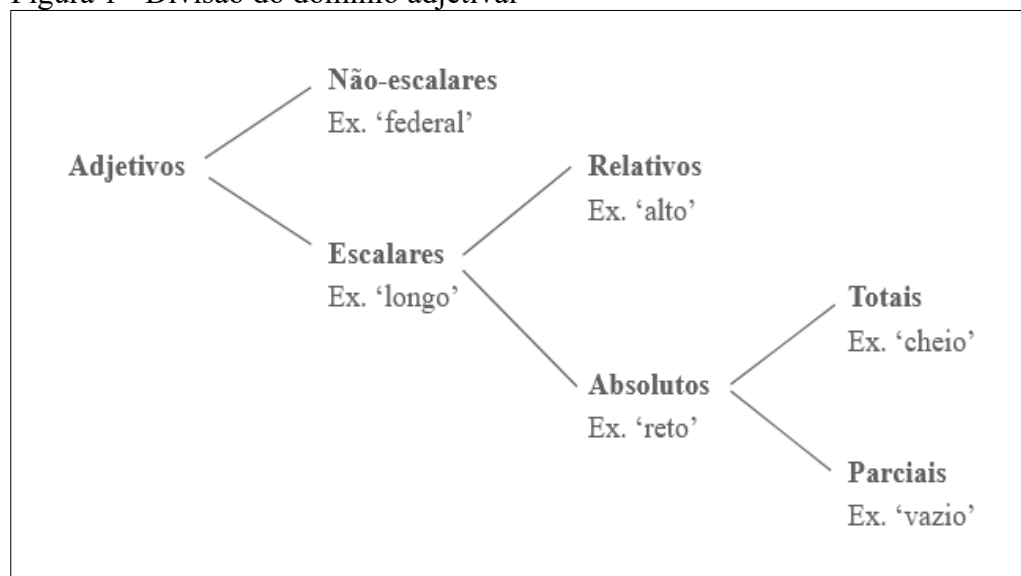 Figura 1 - Divisão do domínio adjetival
Não-escalares
Ex. ‘federal’
Adjetivos
Relativos
Ex. ‘alto’
Escalares
Ex. ‘longo’
Totais
Ex. ‘cheio’
Absolutos
Ex. ‘reto’
Parciais
Ex. ‘vazio’